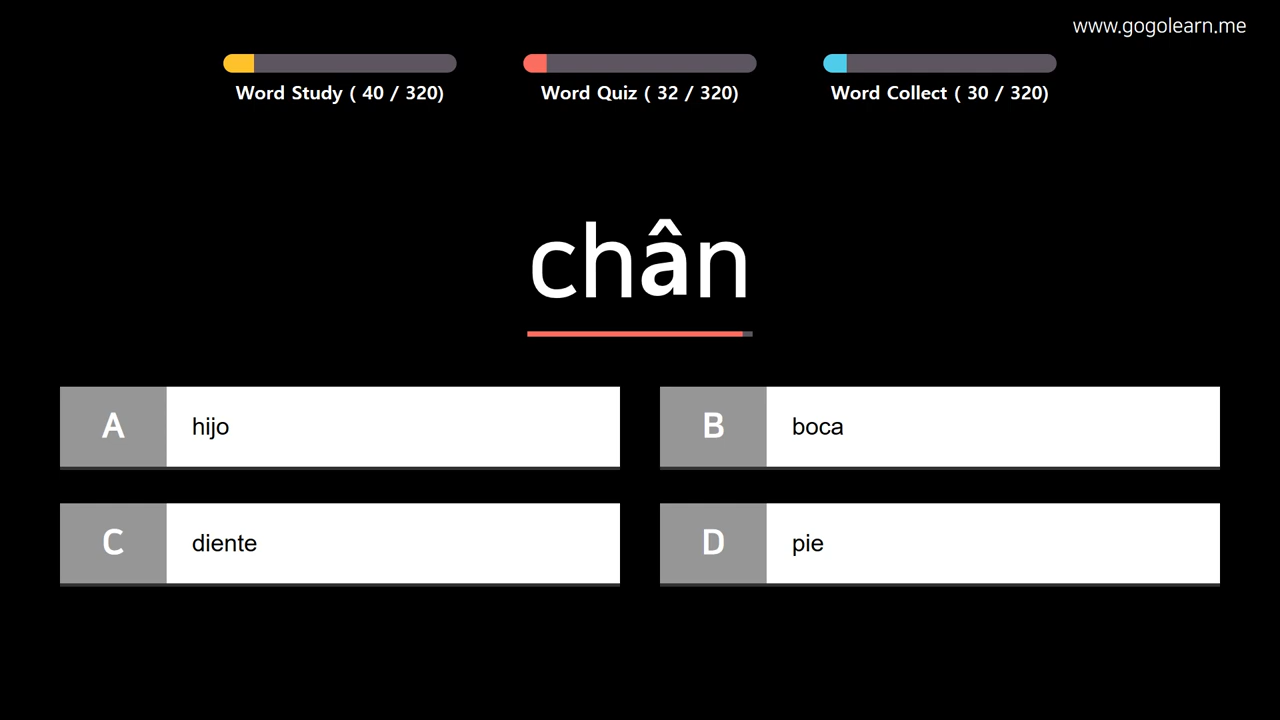 www.gogolearn.me
Word Study ( 40 / 320)
Word Quiz ( 32 / 320)
Word Collect ( 30 / 320)
chân
A hijo
B boca
C diente
D pie